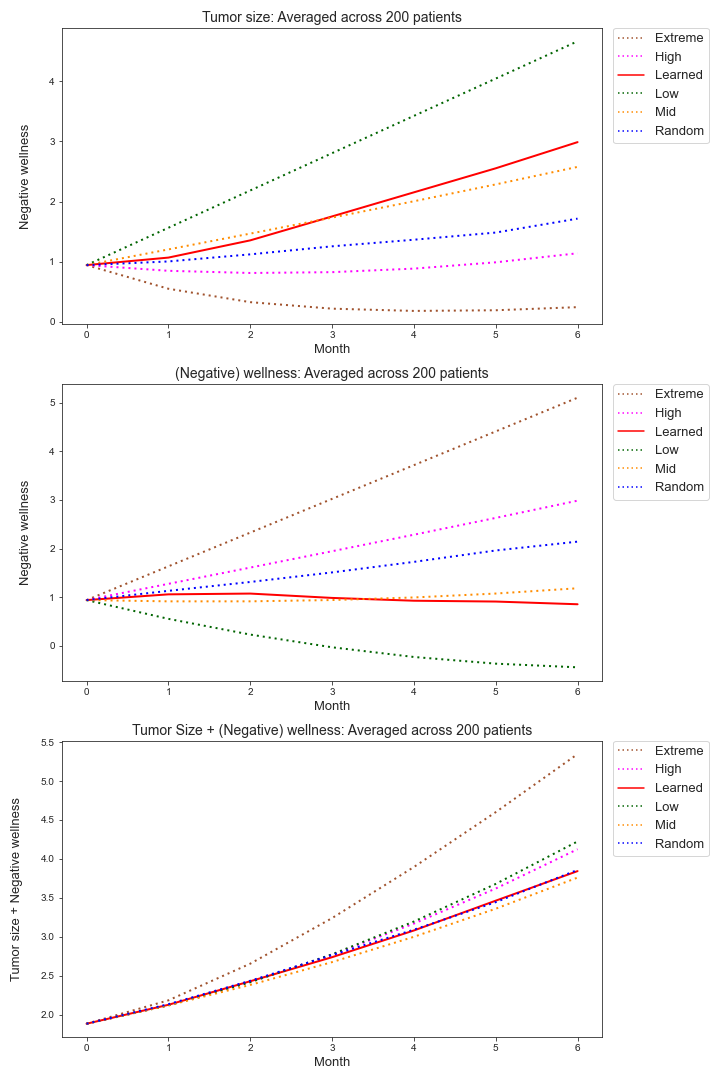 Tumor size: Averaged across 200 patients
Negative wellness
4
3
2
1
0
0 1 2 3 4 5 6
Month
Extreme
High
Learned
Low
Mid
Random
(Negative) wellness: Averaged across 200 patients
Negative wellness
5
4
3
2
1
0
0 1 2 3 4 5 6
Month
Extreme
High
Learned
Low
Mid
Random
Tumor Size + (Negative) wellness: Averaged across 200 patients
Tumor size + Negative wellness
5.5
5.0
4.5
4.0
3.5
3.0
2.5
2.0
0 1 2 3 4 5 6
Month
Extreme
High
Learned
Low
Mid
Random